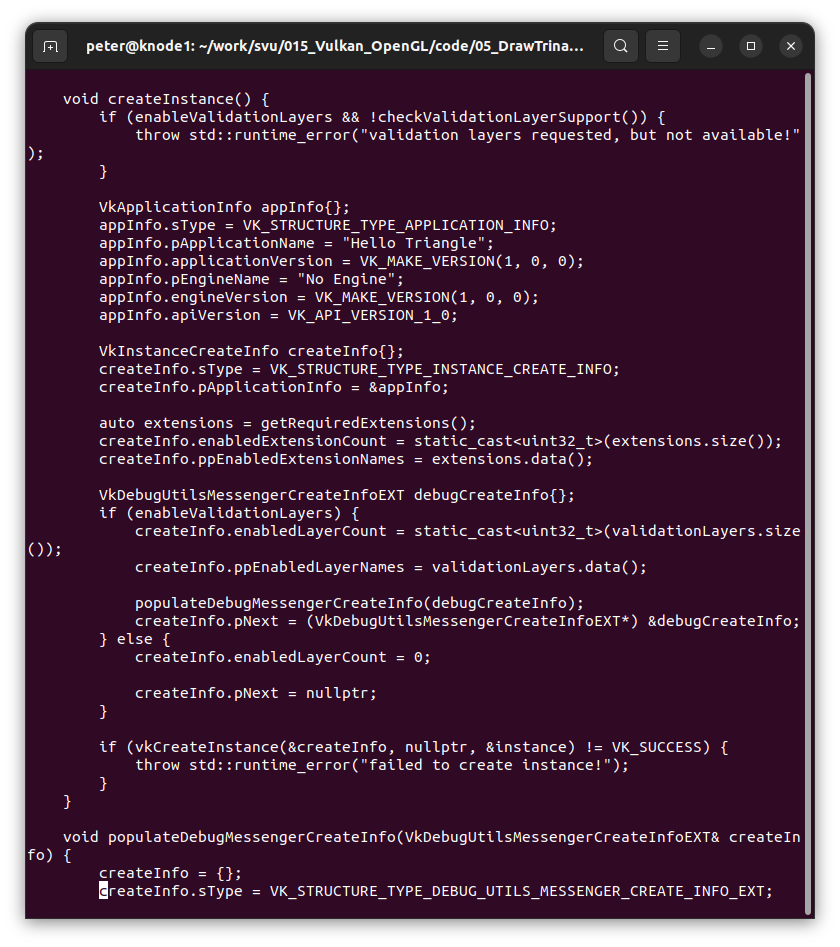 peter@knode1: ~/work/svu/015_Vulkan_OpenGL/code/05_DrawTrina...
void createInstance() {
if (enableValidationLayers && !checkValidationLayerSupport()) {
throw std::runtime_error("validation layers requested, but not available!"
);
}
VkApplicationInfo appInfo{};
appInfo.sType = VK_STRUCTURE_TYPE_APPLICATION_INFO;
appInfo.pApplicationName = "Hello Triangle";
appInfo.applicationVersion = VK_MAKE_VERSION(1, 0, 0);
appInfo.pEngineName = "No Engine";
appInfo.engineVersion = VK_MAKE_VERSION(1, 0, 0);
appInfo.apiVersion = VK_API_VERSION_1_0;
VkInstanceCreateInfo createInfo{};
createInfo.sType = VK_STRUCTURE_TYPE_INSTANCE_CREATE_INFO;
createInfo.pApplicationInfo = &appInfo;
auto extensions = getRequiredExtensions();
createInfo.enabledExtensionCount = static_cast<uint32_t>(extensions.size());
createInfo.ppEnabledExtensionNames = extensions.data();
VkDebugUtilsMessengerCreateInfoEXT debugCreateInfo{};
if (enableValidationLayers) {
createInfo.enabledLayerCount = static_cast<uint32_t>(validationLayers.size
());
createInfo.ppEnabledLayerNames = validationLayers.data();
populateDebugMessengerCreateInfo(debugCreateInfo);
createInfo.pNext = (VkDebugUtilsMessengerCreateInfoEXT*) &debugCreateInfo;
} else {
createInfo.enabledLayerCount = 0;
createInfo.pNext = nullptr;
}
if (vkCreateInstance(&createInfo, nullptr, &instance) != VK_SUCCESS) {
throw std::runtime_error("failed to create instance!");
}
}
void populateDebugMessengerCreateInfo(VkDebugUtilsMessengerCreateInfoEXT& createIn
fo) {
createInfo = {};
createInfo.sType = VK_STRUCTURE_TYPE_DEBUG_UTILS_MESSENGER_CREATE_INFO_EXT;